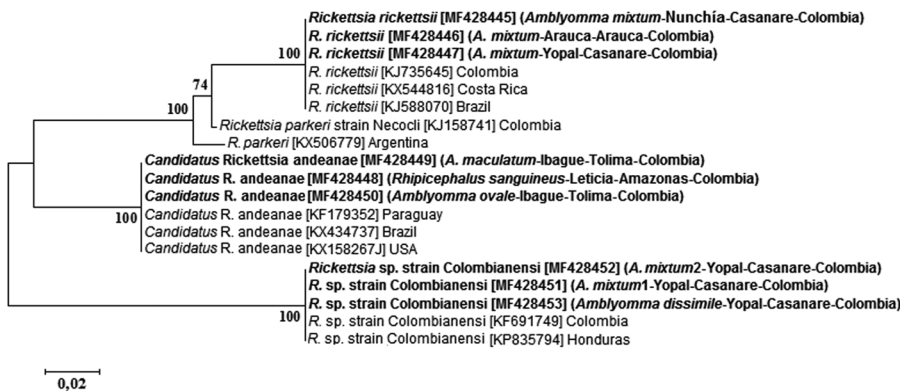 Rickettsia rickettsii [MF428445] (Amblyomma mixtum-Nunchía-Casanare-Colombia)
R. rickettsii [MF428446] (A. mixtum-Arauca-Arauca-Colombia)
100 R. rickettsii [MF428447] (A. mixtum-Yopal-Casanare-Colombia)
R. rickettsii [KJ735645] Colombia
74 R. rickettsii [KX544816] Costa Rica
100 R. rickettsii [KJ588070] Brazil
Rickettsia parkeri strain Necocli [KJ158741] Colombia
R. parkeri [KX506779] Argentina
Candidatus Rickettsia andeanae [MF428449] (A. maculatum-Ibague-Tolima-Colombia)
Candidatus R. andeanae [MF428448] (Rhipicephalus sanguineus-Leticia-Amazonas-Colombia)
Candidatus R. andeanae [MF428450] (Amblyomma ovale-Ibague-Tolima-Colombia)
100 Candidatus R. andeanae [KF179352] Paraguay
Candidatus R. andeanae [KX434737] Brazil
Candidatus R. andeanae [KX158267J] USA
Rickettsia sp. strain Colombianensi [MF428452] (A. mixtum2-Yopal-Casanare-Colombia)
R. sp. strain Colombianensi [MF428451] (A. mixtum1-Yopal-Casanare-Colombia)
R. sp. strain Colombianensi [MF428453] (Amblyomma dissimile-Yopal-Casanare-Colombia)
100 R. sp. strain Colombianensi [KF691749] Colombia
R. sp. strain Colombianensi [KP835794] Honduras
0,02